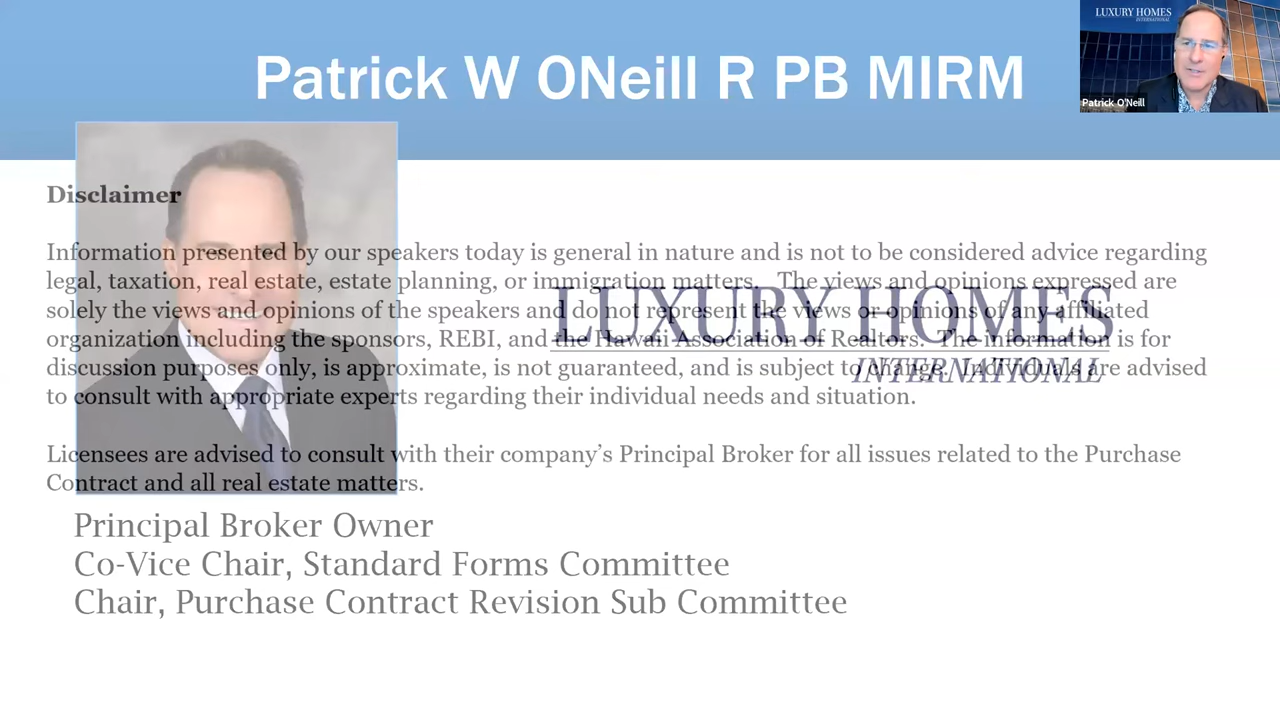 LUXURY HOMES
INTERNATIONAL
Patrick O'Neill
Patrick W ONeill R PB MIRM
Disclaimer
Information presented by our speakers today is general in nature and is not to be considered advice regarding
legal, taxation, real estate, estate planning, or immigration matters.   The views and opinions expressed are
solely the views and opinions of the speakers and do not represent the views or opinions of any affiliated
organization including the sponsors, REBI, and the Hawaii Association of Realtors.  The information is for
discussion purposes only, is approximate, is not guaranteed, and is subject to change.  Individuals are advised
to consult with appropriate experts regarding their individual needs and situation.
LUXURY HOMES
INTERNATIONAL
Licensees are advised to consult with their company’s Principal Broker for all issues related to the Purchase
Contract and all real estate matters.
Principal Broker Owner
Co-Vice Chair, Standard Forms Committee
Chair, Purchase Contract Revision Sub Committee